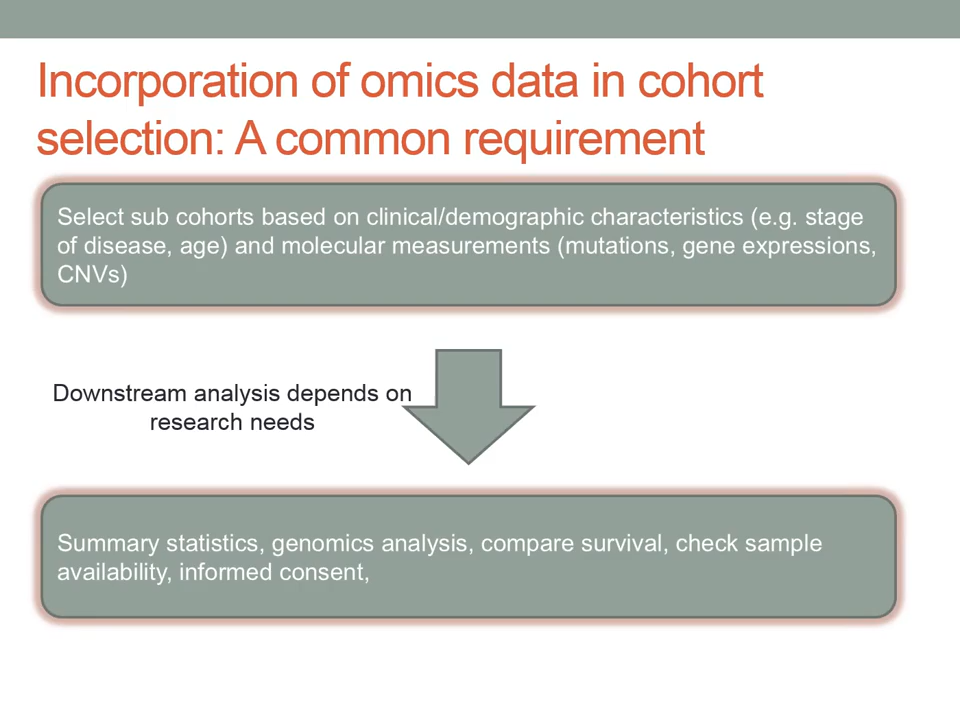 Incorporation of omics data in cohort
selection: A common requirement
Select sub cohorts based on clinical/demographic characteristics (e.g. stage
of disease, age) and molecular measurements (mutations, gene expressions,
CNVs)
Downstream analysis depends on
research needs
Summary statistics, genomics analysis, compare survival, check sample
availability, informed consent,